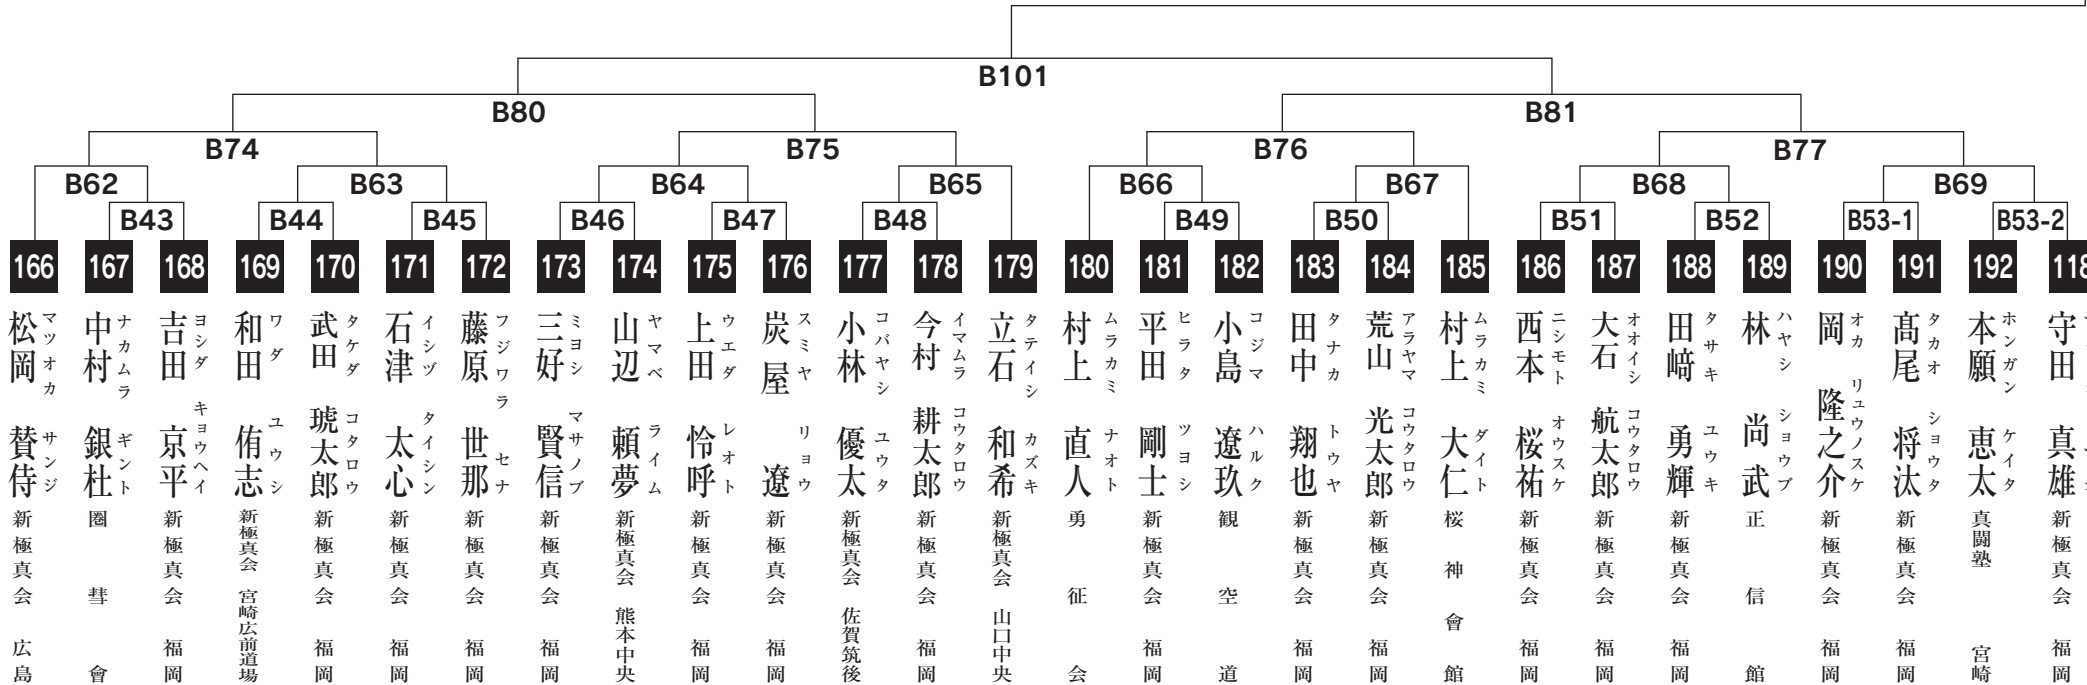 B101
B80
B81
B74
B75
B76
B77
B62
B63
B64
B65
B66
B67
B68
B69
B43
B44
B45
B46
B47
B48
B49
B50
B51
B52
B53-1
B53-2
166
松岡 賛侍
マツオカ サンジ
新極真会 広島
167
中村 銀杜
ナカムラ ギント
圏彗會
168
吉田 京平
ヨシダ キョウヘイ
新極真会 福岡
169
和田 侑志
ワダ ユウシ
新極真会 宮崎広前道場
170
武田 琥太郎
タケダ コタロウ
新極真会 福岡
171
石津 太心
イシヅ タイシン
新極真会 福岡
172
藤原 世那
フジワラ セナ
新極真会 福岡
173
三好 賢信
ミヨシ マサノブ
新極真会 福岡
174
山辺 頼夢
ヤマベ ライム
新極真会 熊本中央
175
上田 怜呼
ウエダ レオト
新極真会 福岡
176
炭屋 遼
スミヤ リョウ
新極真会 福岡
177
小林 優太
コバヤシ ユウタ
新極真会 佐賀筑後
178
今村 耕太郎
イマムラ コウタロウ
新極真会 福岡
179
立石 和希
タテイシ カズキ
新極真会 山口中央
180
村上 直人
ムラカミ ナオト
勇征会
181
平田 剛士
ヒラタ ツヨシ
新極真会 福岡
182
小島 遼玖
コジマ ハルク
観空道
183
田中 翔也
タナカ トウヤ
新極真会 福岡
184
荒山 光太郎
アラヤマ コウタロウ
新極真会 福岡
185
村上 大仁
ムラカミ ダイト
桜神會館
186
西本 桜祐
ニシモト オウスケ
新極真会 福岡
187
大石 航太郎
オオイシ コウタロウ
新極真会 福岡
188
田﨑 勇輝
タサキ ユウキ
新極真会 福岡
189
林 尚武
ハヤシ ショウブ
正信館
190
岡 隆之介
オカ リュウノスケ
新極真会 福岡
191
髙尾 将汰
タカオ ショウタ
新極真会 福岡
192
本願 恵太
ホンガン ケイタ
真闘塾 宮崎
118
守田 真雄
新極真会 福岡